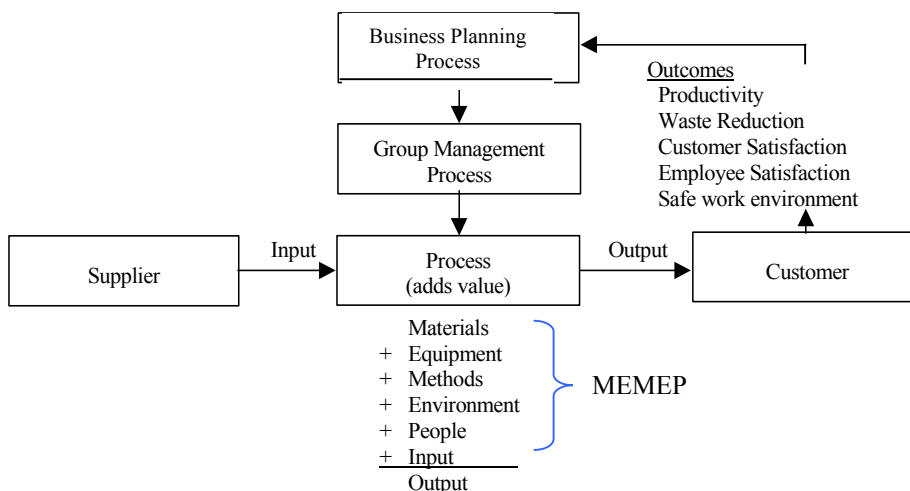 Business Planning
Process
Outcomes
Productivity
Waste Reduction
Customer Satisfaction
Employee Satisfaction
Safe work environment
Group Management
Process
Supplier
Input
Process
(adds value)
Output
Customer
Materials
+ Equipment
+ Methods
+ Environment
+ People
+ Input
Output
MEMEP